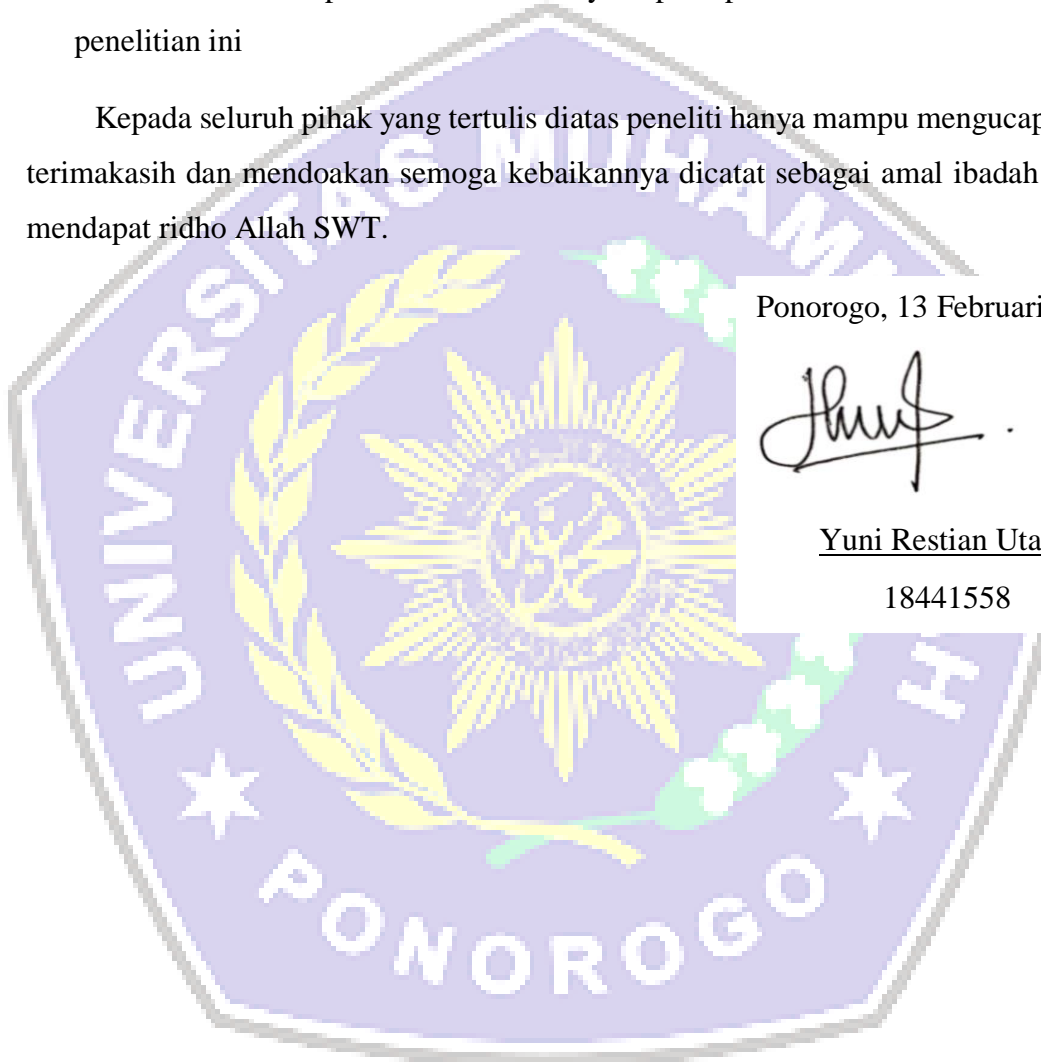 penelitian ini
Kepada seluruh pihak yang tertulis diatas peneliti hanya mampu mengucap
terimakasih dan mendoakan semoga kebaikannya dicatat sebagai amal ibadah
mendapat ridho Allah SWT.
Ponorogo, 13 Februari
Yuni Restian Uta
18441558
UNIVERSITAS MUHAM
H
PONOROGO